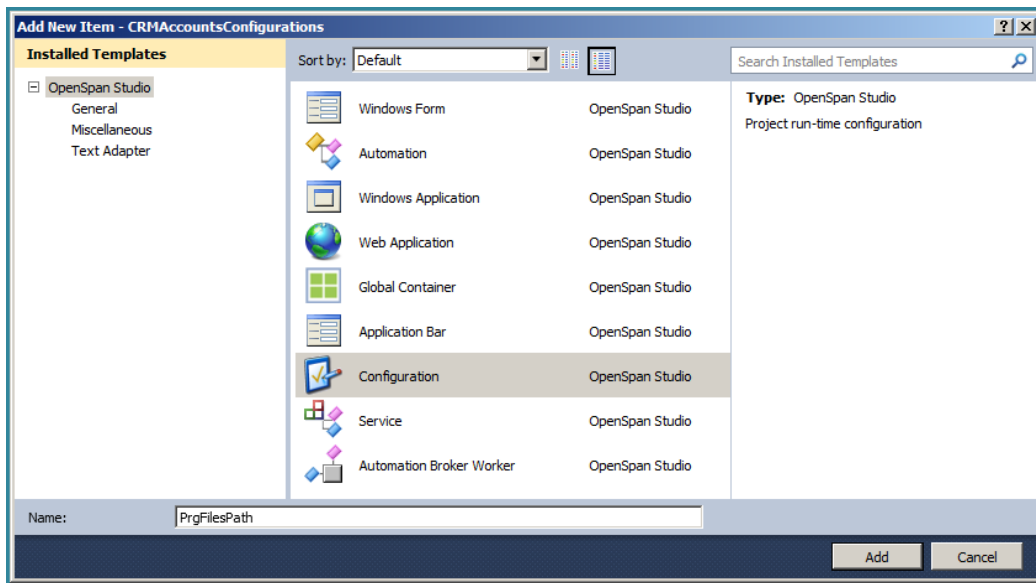 Add New Item - CRMAccountsConfigurations
Installed Templates
Sort by: Default
Search Installed Templates
OpenSpan Studio
General
Miscellaneous
Text Adapter
Windows Form OpenSpan Studio
Automation OpenSpan Studio
Windows Application OpenSpan Studio
Web Application OpenSpan Studio
Global Container OpenSpan Studio
Application Bar OpenSpan Studio
Configuration OpenSpan Studio
Service OpenSpan Studio
Automation Broker Worker OpenSpan Studio
Type: OpenSpan Studio
Project run-time configuration
Name: PrgFilesPath
Add Cancel